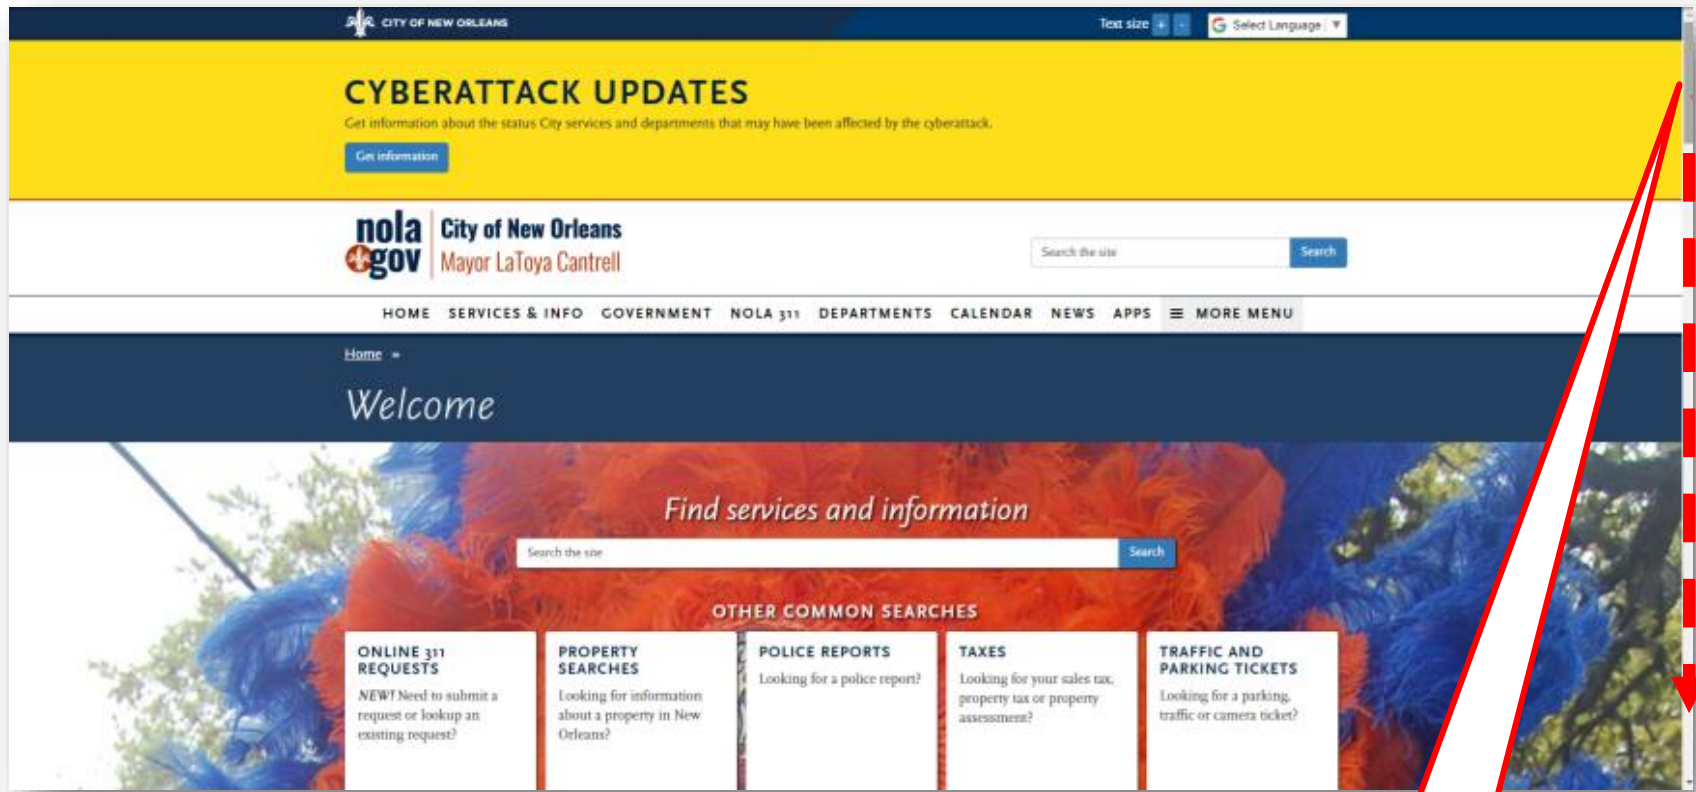 CITY OF NEW ORLEANS
Text size + -
Select Language ▼
CYBERATTACK UPDATES
Get information about the status City services and departments that may have been affected by the cyberattack.
Get information
nola
gov
City of New Orleans
Mayor LaToya Cantrell
Search the site
Search
HOME SERVICES & INFO GOVERNMENT NOLA 311 DEPARTMENTS CALENDAR NEWS APPS ≡ MORE MENU
Home »
Welcome
Find services and information
Search the site
Search
OTHER COMMON SEARCHES
ONLINE 311
REQUESTS
NEW! Need to submit a
request or lookup an
existing request?
PROPERTY
SEARCHES
Looking for information
about a property in New
Orleans?
POLICE REPORTS
Looking for a police report?
TAXES
Looking for your sales tax,
property tax or property
assessment?
TRAFFIC AND
PARKING TICKETS
Looking for a parking,
traffic or camera ticket?